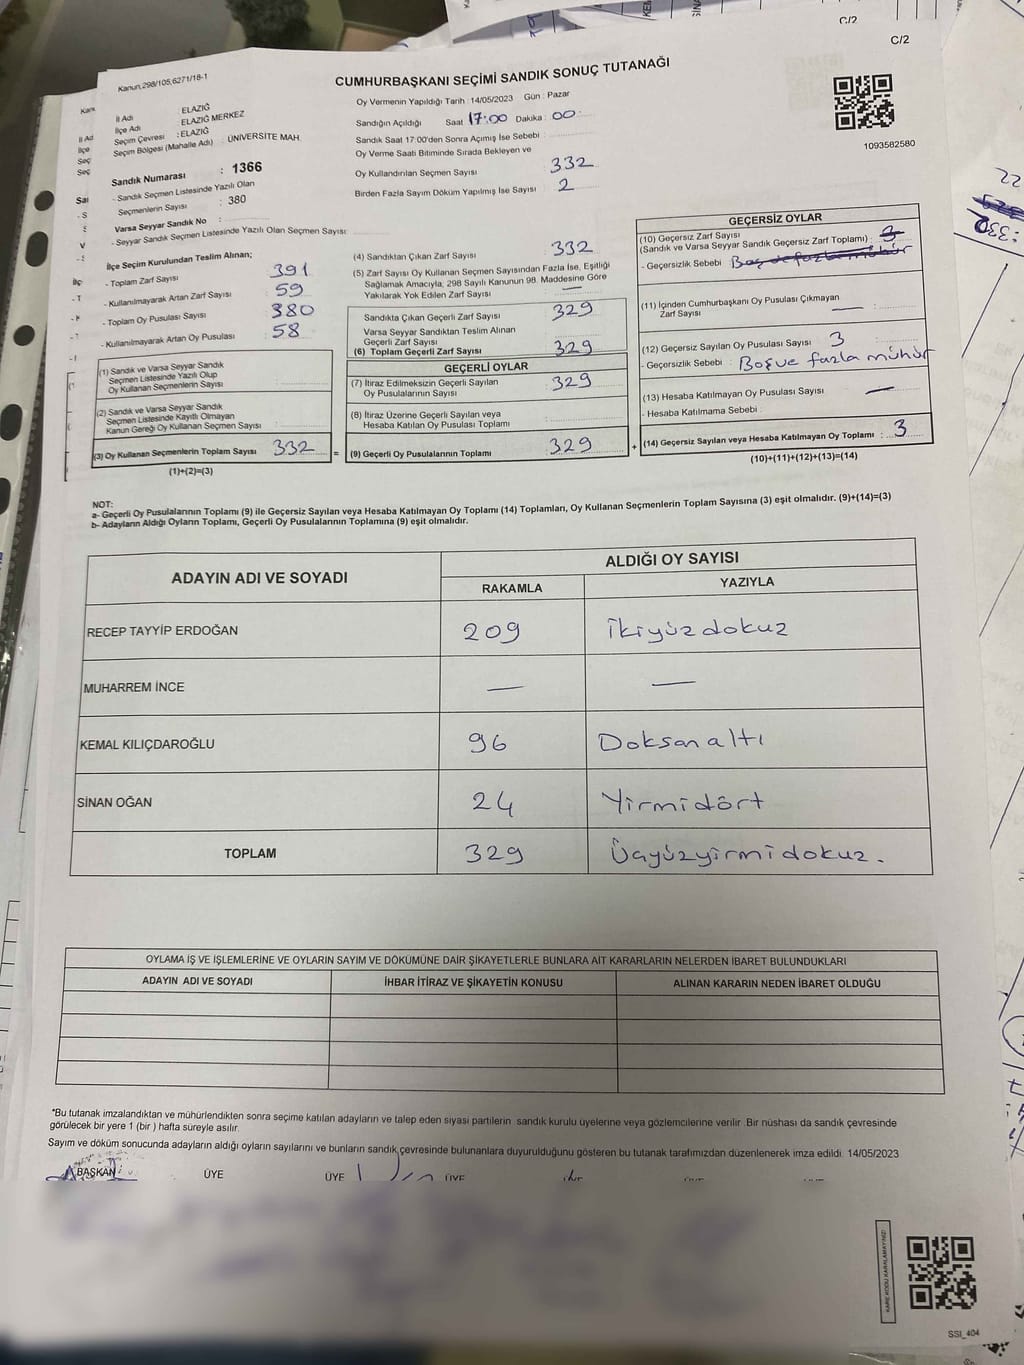 C/2
C/2
Kanun,298/105,6271/18-1
CUMHURBAŞKANI SEÇİMİ SANDIK SONUÇ TUTANAĞI
1093582580
İl Adı : ELAZIĞ
İlçe Adı : ELAZIĞ MERKEZ
Seçim Çevresi : ELAZIĞ
Seçim Bölgesi (Mahalle Adı) : ÜNİVERSİTE MAH.
Sandık Numarası : 1366
- Sandık Seçmen Listesinde Yazılı Olan
Seçmenlerin Sayısı : 380
Varsa Seyyar Sandık No :
- Seyyar Sandık Seçmen Listesinde Yazılı Olan Seçmen Sayısı:
İlçe Seçim Kurulundan Teslim Alınan;
- Toplam Zarf Sayısı 391
- Kullanılmayarak Artan Zarf Sayısı 59
- Toplam Oy Pusulası Sayısı 380
- Kullanılmayarak Artan Oy Pusulası : 58
(1) Sandık ve Varsa Seyyar Sandık
Seçmen Listesinde Yazılı Olup
Oy Kullanan Seçmenlerin Sayısı
(2) Sandık ve Varsa Seyyar Sandık
Seçmen Listesinde Kayıtlı Olmayan
Kanun Gereği Oy Kullanan Seçmen Sayısı :
(3) Oy Kullanan Seçmenlerin Toplam Sayısı 332
(1)+(2)=(3)
Oy Vermenin Yapıldığı Tarih : 14/05/2023 Gün : Pazar
Sandığın Açıldığı Saat 17:00 Dakika : 00
Sandık Saat 17:00'den Sonra Açılmış İse Sebebi :
Oy Verme Saati Bitiminde Sırada Bekleyen ve
Oy Kullandırılan Seçmen Sayısı : 332
Birden Fazla Sayım Döküm Yapılmış İse Sayısı : 2
(4) Sandıktan Çıkan Zarf Sayısı : 332
(5) Zarf Sayısı Oy Kullanan Seçmen Sayısından Fazla İse, Eşitliği
Sağlamak Amacıyla; 298 Sayılı Kanunun 98. Maddesine Göre
Yakılarak Yok Edilen Zarf Sayısı : —
Sandıkta Çıkan Geçerli Zarf Sayısı : 329
Varsa Seyyar Sandıktan Teslim Alınan
Geçerli Zarf Sayısı
(6) Toplam Geçerli Zarf Sayısı : 329
GEÇERLİ OYLAR
(7) İtiraz Edilmeksizin Geçerli Sayılan
Oy Pusulalarının Sayısı : 329
(8) İtiraz Üzerine Geçerli Sayılan veya
Hesaba Katılan Oy Pusulası Toplamı :
= (9) Geçerli Oy Pusulalarının Toplamı : 329
GEÇERSİZ OYLAR
(10) Geçersiz Zarf Sayısı
(Sandık ve Varsa Seyyar Sandık Geçersiz Zarf Toplamı) : 3
- Geçersizlik Sebebi : Boş ve fazla mühür
(11) İçinden Cumhurbaşkanı Oy Pusulası Çıkmayan
Zarf Sayısı : —
(12) Geçersiz Sayılan Oy Pusulası Sayısı : 3
- Geçersizlik Sebebi : Boş ve fazla mühür
(13) Hesaba Katılmayan Oy Pusulası Sayısı : —
- Hesaba Katılmama Sebebi :
+ (14) Geçersiz Sayılan veya Hesaba Katılmayan Oy Toplamı : 3
(10)+(11)+(12)+(13)=(14)
NOT:
a- Geçerli Oy Pusulalarının Toplamı (9) ile Geçersiz Sayılan veya Hesaba Katılmayan Oy Toplamı (14) Toplamları, Oy Kullanan Seçmenlerin Toplam Sayısına (3) eşit olmalıdır. (9)+(14)=(3)
b- Adayların Aldığı Oyların Toplamı, Geçerli Oy Pusulalarının Toplamına (9) eşit olmalıdır.
ADAYIN ADI VE SOYADI ALDIĞI OY SAYISI
RAKAMLA YAZIYLA
RECEP TAYYİP ERDOĞAN 209 İkiyüzdokuz
MUHARREM İNCE — —
KEMAL KILIÇDAROĞLU 96 Doksanaltı
SİNAN OĞAN 24 Yirmidört
TOPLAM 329 Üçyüzyirmidokuz.
OYLAMA İŞ VE İŞLEMLERİNE VE OYLARIN SAYIM VE DÖKÜMÜNE DAİR ŞİKAYETLERLE BUNLARA AİT KARARLARIN NELERDEN İBARET BULUNDUKLARI
ADAYIN ADI VE SOYADI İHBAR İTİRAZ VE ŞİKAYETİN KONUSU ALINAN KARARIN NEDEN İBARET OLDUĞU
*Bu tutanak imzalandıktan ve mühürlendikten sonra seçime katılan adayların ve talep eden siyasi partilerin sandık kurulu üyelerine veya gözlemcilerine verilir. Bir nüshası da sandık çevresinde
görülecek bir yere 1 (bir) hafta süreyle asılır.
Sayım ve döküm sonucunda adayların aldığı oyların sayılarını ve bunların sandık çevresinde bulunanlara duyurulduğunu gösteren bu tutanak tarafımızdan düzenlenerek imza edildi. 14/05/2023
BAŞKAN ÜYE ÜYE ÜYE
KARE KODU KARALAMAYINIZ!
SSI_404